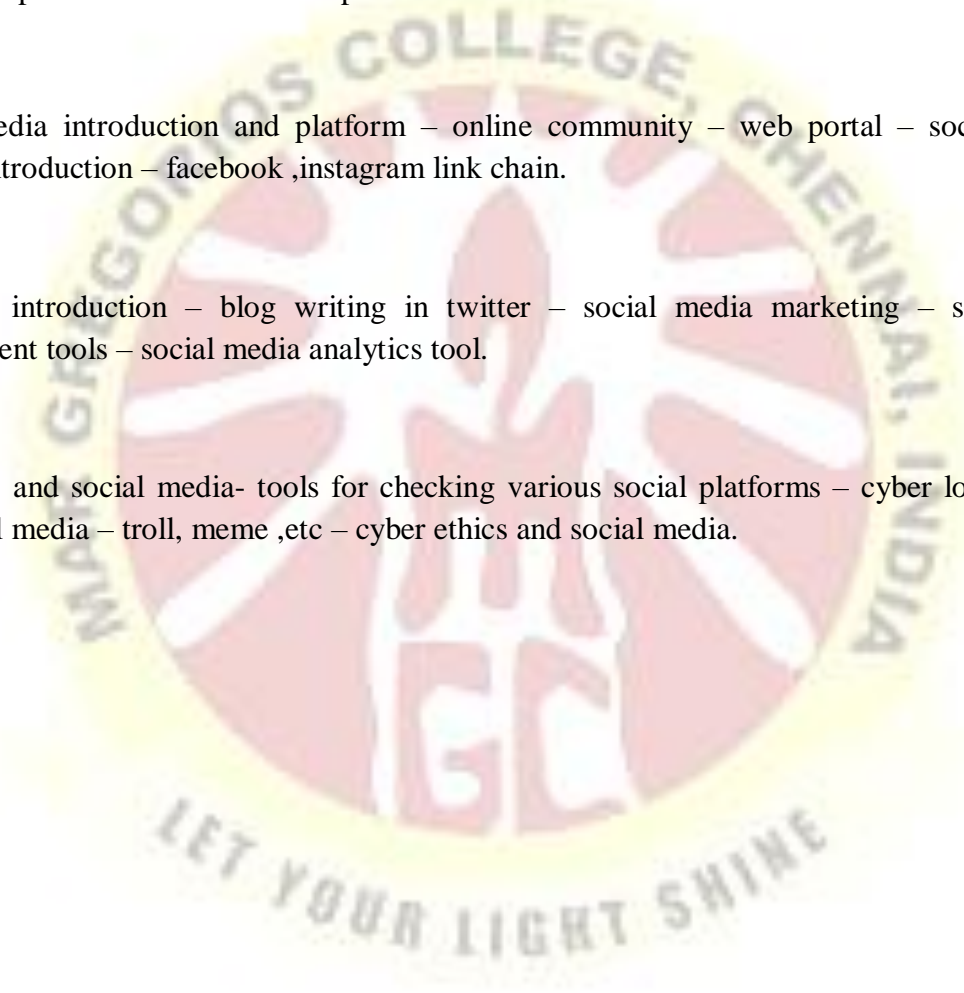 edia introduction and platform – online community – web portal – soc
troduction – facebook ,instagram link chain.
introduction – blog writing in twitter – social media marketing – s
ent tools – social media analytics tool.
and social media- tools for checking various social platforms – cyber lo
l media – troll, meme ,etc – cyber ethics and social media.
MAR GREGORIOS COLLEGE, CHENNAI, INDIA
GC
LET YOUR LIGHT SHINE